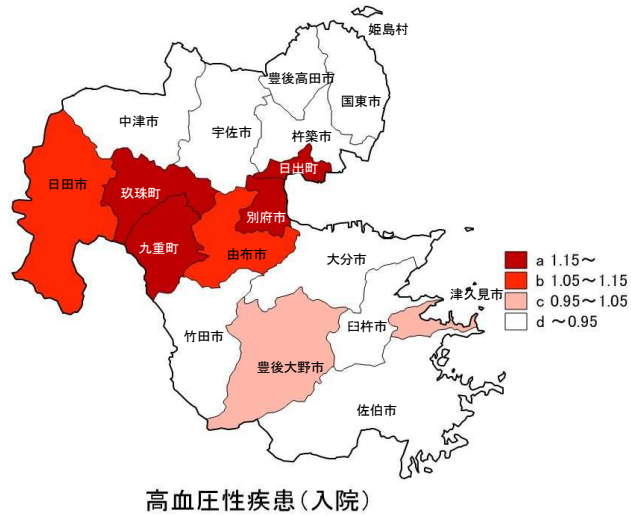 姫島村
豊後高田市
国東市
中津市
宇佐市
杵築市
日出町
日田市
玖珠町
別府市
九重町
由布市
大分市
津久見市
竹田市
臼杵市
豊後大野市
佐伯市
a 1.15～
b 1.05～1.15
c 0.95～1.05
d ～0.95
高血圧性疾患（入院）